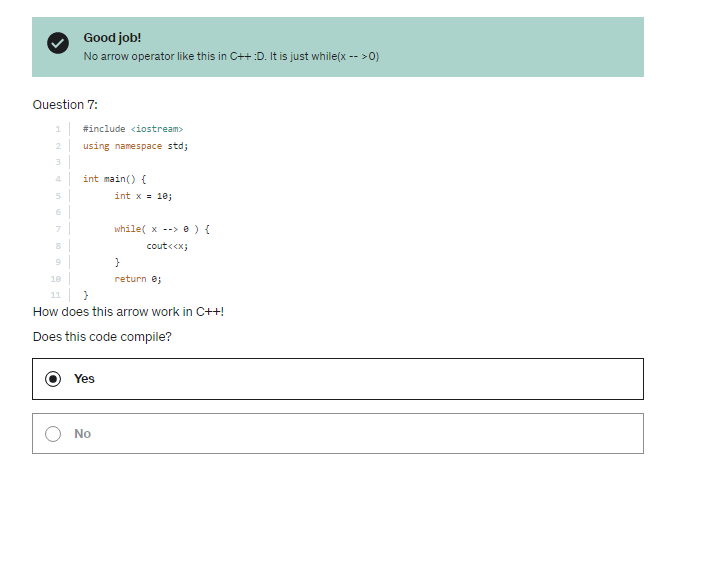 Good job!
No arrow operator like this in C++ :D. It is just while(x -- >0)
Question 7:
1 #include <iostream>
2 using namespace std;
3
4 int main() {
5 int x = 10;
6
7 while( x --> 0 ) {
8 cout<<x;
9 }
10 return 0;
11 }
How does this arrow work in C++!
Does this code compile?
Yes
No